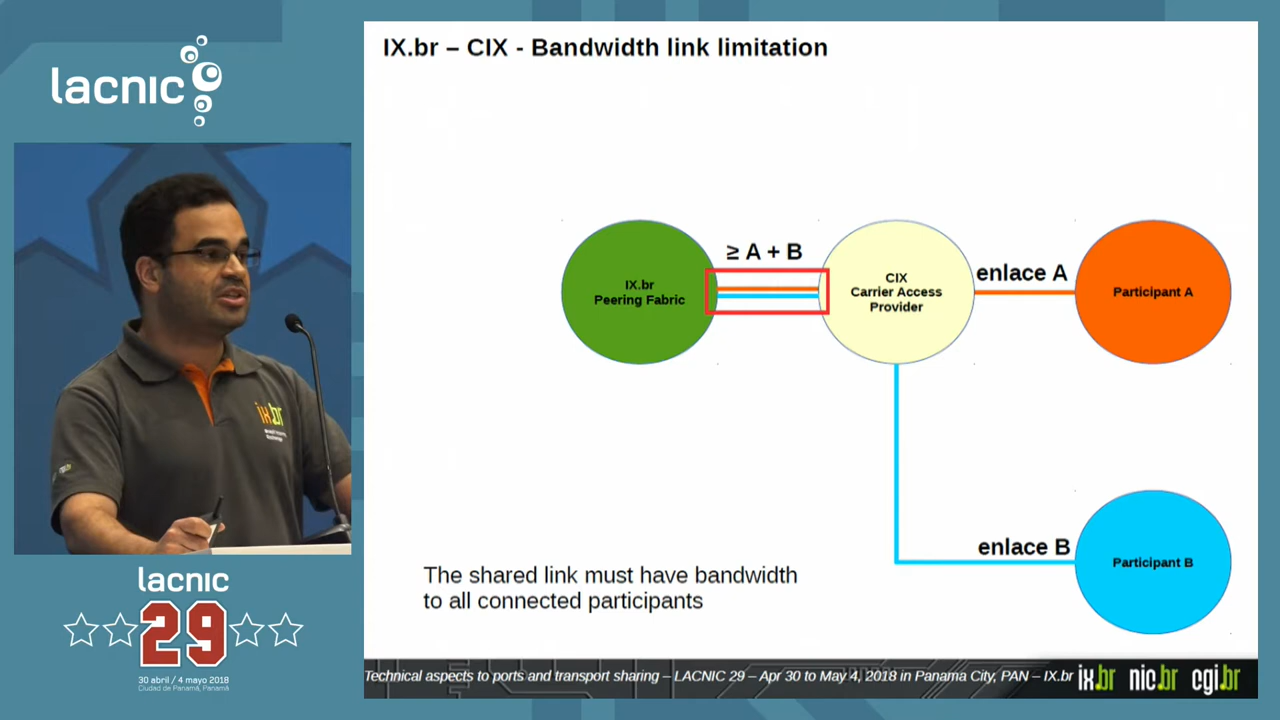 lacnic
IX.br – CIX - Bandwidth link limitation
≥ A + B
IX.br
Peering Fabric
CIX
Carrier Access
Provider
enlace A
Participant A
enlace B
Participant B
The shared link must have bandwidth
to all connected participants
ix.br
lacnic
29
30 abril / 4 mayo 2018
Ciudad de Panamá, Panamá
Technical aspects to ports and transport sharing – LACNIC 29 – Apr 30 to May 4, 2018 in Panama City, PAN – IX.br
ix.br nic.br cgi.br